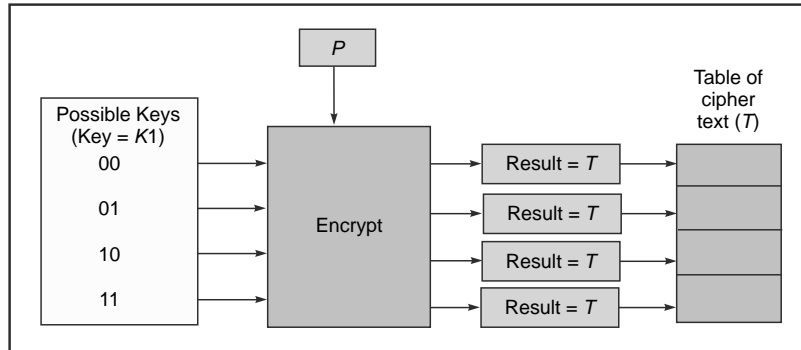 P
Table of
cipher
text (T)
Possible Keys
(Key = K1)
00
01
10
11
Encrypt
Result = T
Result = T
Result = T
Result = T